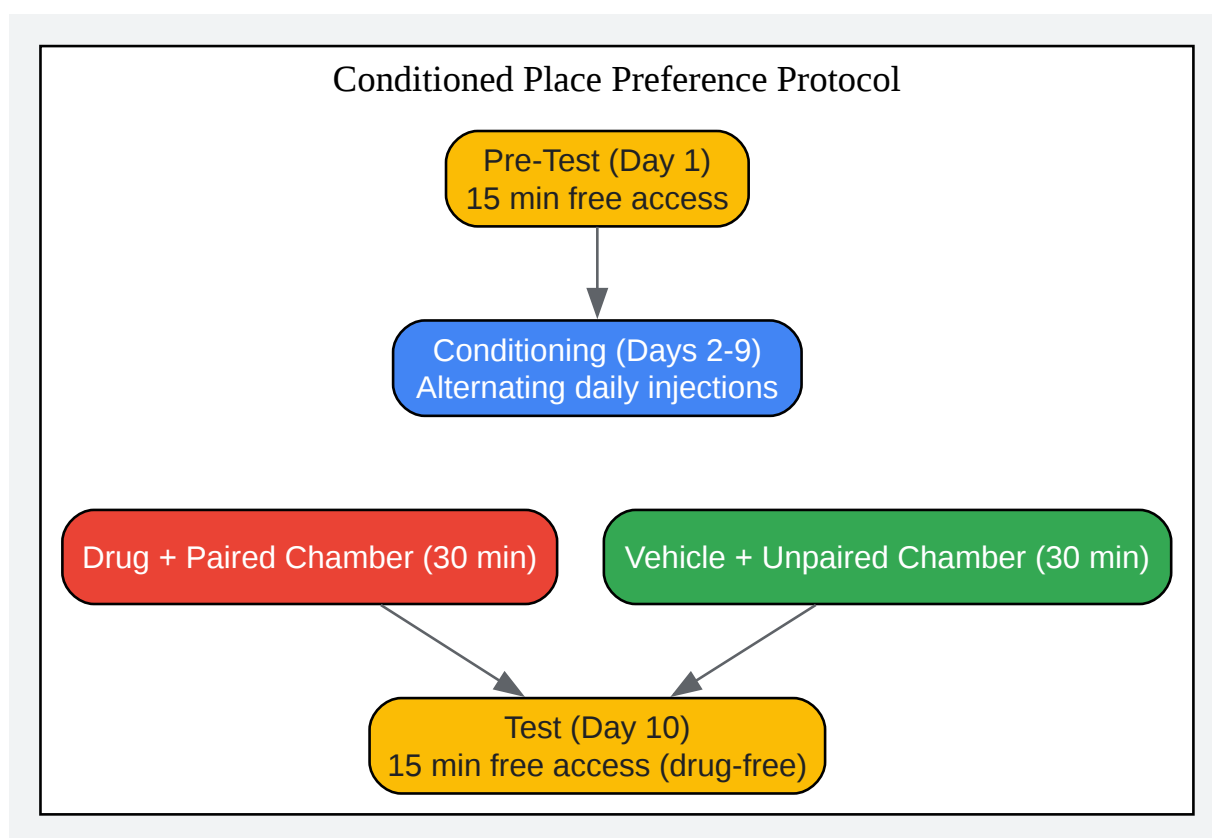 Conditioned Place Preference Protocol
Pre-Test (Day 1)
15 min free access
Conditioning (Days 2-9)
Alternating daily injections
Drug + Paired Chamber (30 min)
Vehicle + Unpaired Chamber (30 min)
Test (Day 10)
15 min free access (drug-free)